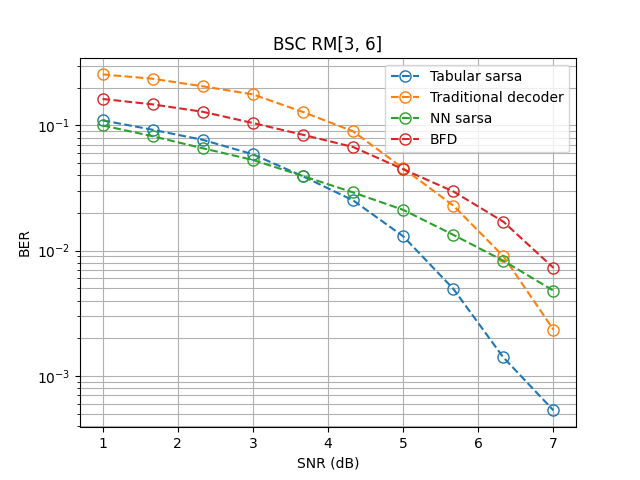 BSC RM[3, 6]
Tabular sarsa
Traditional decoder
NN sarsa
BFD
BER
10⁻¹
10⁻²
10⁻³
1 2 3 4 5 6 7
SNR (dB)